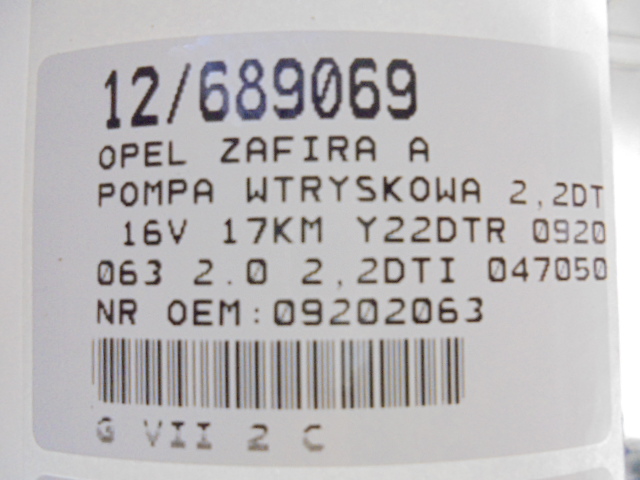 12/689069
OPEL ZAFIRA A
POMPA WTRYSKOWA 2,2DT
16V 17KM Y22DTR 0920
063 2.0 2,2DTI 047050
NR OEM:09202063
G VII 2 C